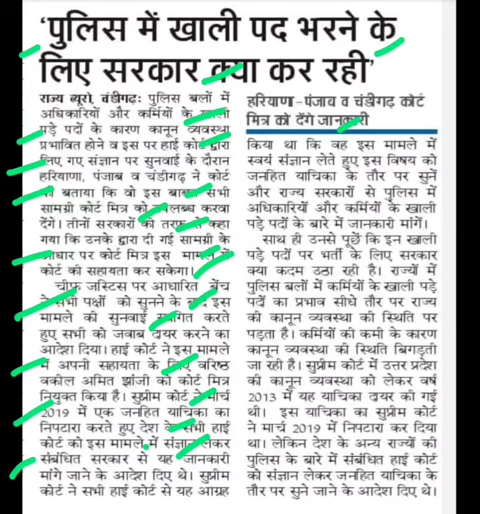 ‘पुलिस में खाली पद भरने के
लिए सरकार क्या कर रही’
राज्य ब्यूरो, चंडीगढ़: पुलिस बलों में
अधिकारियों और कर्मियों के खाली
पड़े पदों के कारण कानून व्यवस्था
प्रभावित होने व इस पर हाई कोर्ट द्वारा
लिए गए संज्ञान पर सुनवाई के दौरान
हरियाणा, पंजाब व चंडीगढ़ ने कोर्ट
को बताया कि वो इस बाबत सभी
सामग्री कोर्ट मित्र को उपलब्ध करवा
देंगे। तीनों सरकारों की तरफ से कहा
गया कि उनके द्वारा दी गई सामग्री के
आधार पर कोर्ट मित्र इस मामले में
कोर्ट की सहायता कर सकेगा।
चीफ जस्टिस पर आधारित बेंच
ने सभी पक्षों को सुनने के बाद इस
मामले की सुनवाई स्थगित करते
हुए सभी को जवाब दायर करने का
आदेश दिया। हाई कोर्ट ने इस मामले
में अपनी सहायता के लिए वरिष्ठ
वकील अमित झांजी को कोर्ट मित्र
नियुक्त किया है। सुप्रीम कोर्ट ने मार्च
2019 में एक जनहित याचिका का
निपटारा करते हुए देश के सभी हाई
कोर्ट को इस मामले में संज्ञान लेकर
संबंधित सरकार से यह जानकारी
मांगे जाने के आदेश दिए थे। सुप्रीम
कोर्ट ने सभी हाई कोर्ट से यह आग्रह
हरियाणा-पंजाब व चंडीगढ़ कोर्ट
मित्र को देंगे जानकारी
किया था कि वह इस मामले में
स्वयं संज्ञान लेते हुए इस विषय को
जनहित याचिका के तौर पर सुनें
और राज्य सरकारों से पुलिस में
अधिकारियों और कर्मियों के खाली
पड़े पदों के बारे में जानकारी मांगें।
साथ ही उनसे पूछें कि इन खाली
पड़े पदों पर भर्ती के लिए सरकार
क्या कदम उठा रही है। राज्यों में
पुलिस बलों में कर्मियों के खाली पड़े
पदों का प्रभाव सीधे तौर पर राज्य
की कानून व्यवस्था की स्थिति पर
पड़ता है। कर्मियों की कमी के कारण
कानून व्यवस्था की स्थिति बिगड़ती
जा रही है। सुप्रीम कोर्ट में उत्तर प्रदेश
की कानून व्यवस्था को लेकर वर्ष
2013 में यह याचिका दायर की गई
थी। इस याचिका का सुप्रीम कोर्ट
ने मार्च 2019 में निपटारा कर दिया
था। लेकिन देश के अन्य राज्यों की
पुलिस के बारे में संबंधित हाई कोर्ट
को संज्ञान लेकर जनहित याचिका के
तौर पर सुने जाने के आदेश दिए थे।